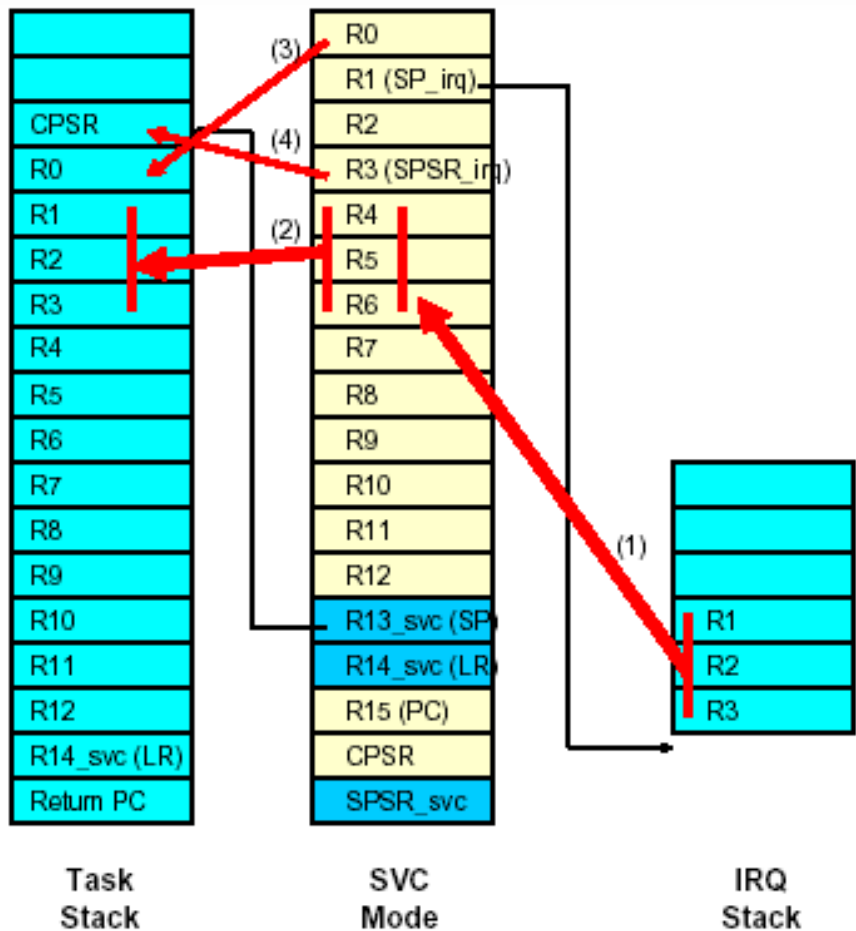 CPSR
R0
R1
R2
R3
R4
R5
R6
R7
R8
R9
R10
R11
R12
R14_svc (LR)
Return PC
Task
Stack
(3)
(4)
(2)
R0
R1 (SP_irq)
R2
R3 (SPSR_irq)
R4
R5
R6
R7
R8
R9
R10
R11
R12
R13_svc (SP)
R14_svc (LR)
R15 (PC)
CPSR
SPSR_svc
SVC
Mode
(1)
R1
R2
R3
IRQ
Stack